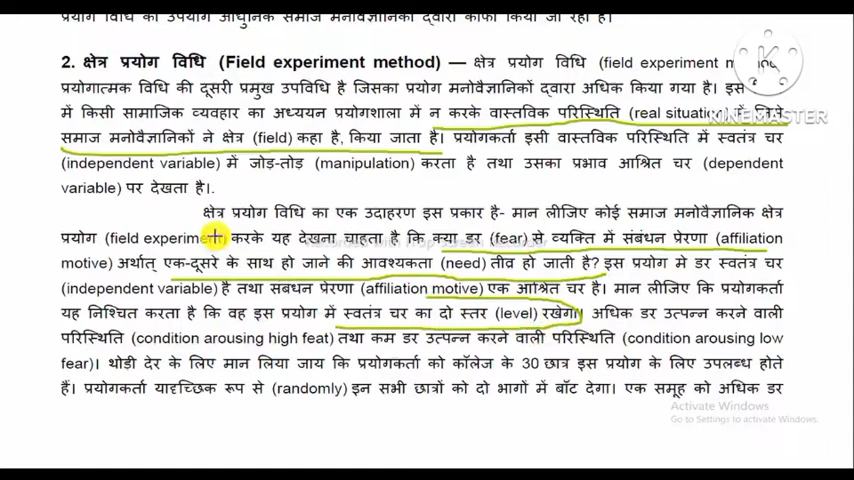 प्रयोग विधि का उपयोग आधुनिक समाज मनोवैज्ञानिकों द्वारा काफी किया जा रहा है।
2. क्षेत्र प्रयोग विधि (Field experiment method) — क्षेत्र प्रयोग विधि (field experiment
प्रयोगात्मक विधि की दूसरी प्रमुख उपविधि है जिसका प्रयोग मनोवैज्ञानिकों द्वारा अधिक किया गया है। इस
में किसी सामाजिक व्यवहार का अध्ययन प्रयोगशाला में न करके वास्तविक परिस्थिति (real situation) में जिसे
KINEMASTER
समाज मनोवैज्ञानिकों ने क्षेत्र (field) कहा है, किया जाता है। प्रयोगकर्ता इसी वास्तविक परिस्थिति में स्वतंत्र चर
(independent variable) में जोड़-तोड़ (manipulation) करता है तथा उसका प्रभाव आश्रित चर (dependent
variable) पर देखता है।.
क्षेत्र प्रयोग विधि का एक उदाहरण इस प्रकार है- मान लीजिए कोई समाज मनोवैज्ञानिक क्षेत्र
प्रयोग (field experiment) करके यह देखना चाहता है कि क्या डर (fear) से व्यक्ति में संबंधन प्रेरणा (affiliation
motive) अर्थात् एक-दूसरे के साथ हो जाने की आवश्यकता (need) तीव्र हो जाती है? इस प्रयोग में डर स्वतंत्र चर
(independent variable) है तथा संबंधन प्रेरणा (affiliation motive) एक आश्रित चर है। मान लीजिए कि प्रयोगकर्ता
यह निश्चित करता है कि वह इस प्रयोग में स्वतंत्र चर का दो स्तर (level) रखेगा। अधिक डर उत्पन्न करने वाली
परिस्थिति (condition arousing high feat) तथा कम डर उत्पन्न करने वाली परिस्थिति (condition arousing low
fear)। थोड़ी देर के लिए मान लिया जाय कि प्रयोगकर्ता को कॉलेज के 30 छात्र इस प्रयोग के लिए उपलब्ध होते
हैं। प्रयोगकर्ता यादृच्छिक रूप से (randomly) इन सभी छात्रों को दो भागों में बाँट देगा। एक समूह को अधिक डर
Activate Windows
Go to Settings to activate Windows.